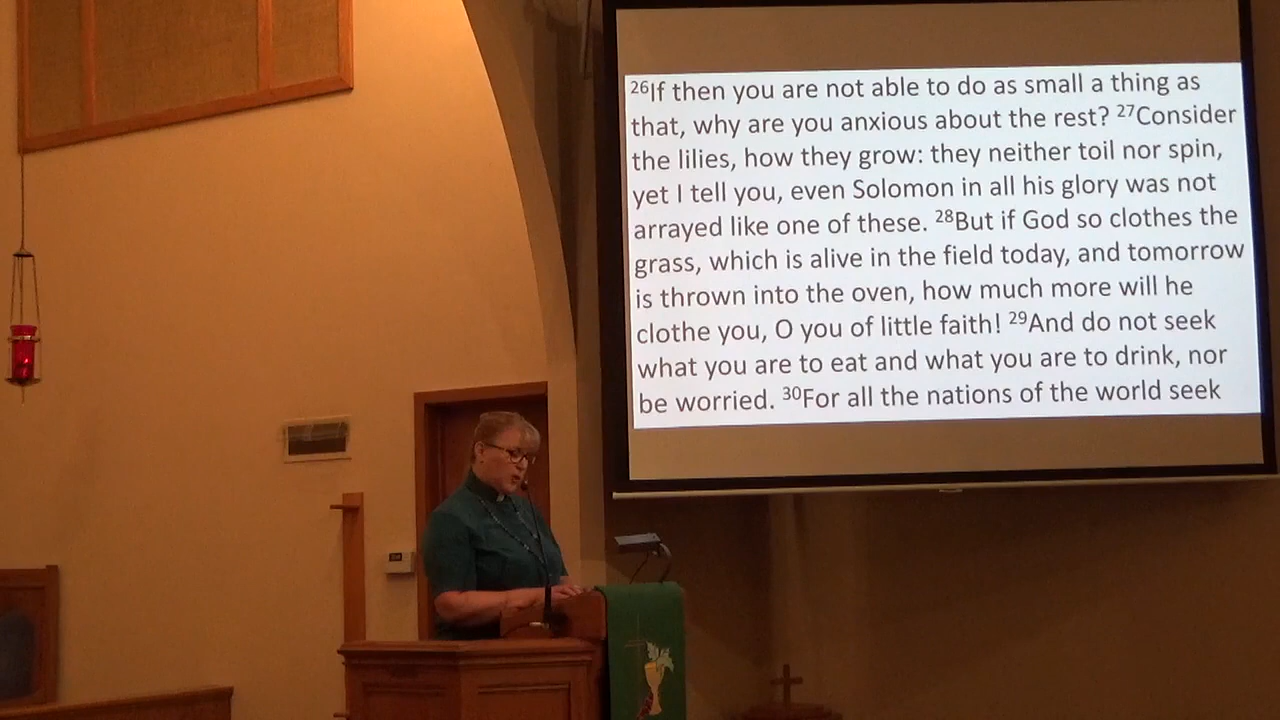 ²⁶If then you are not able to do as small a thing as
that, why are you anxious about the rest? ²⁷Consider
the lilies, how they grow: they neither toil nor spin,
yet I tell you, even Solomon in all his glory was not
arrayed like one of these. ²⁸But if God so clothes the
grass, which is alive in the field today, and tomorrow
is thrown into the oven, how much more will he
clothe you, O you of little faith! ²⁹And do not seek
what you are to eat and what you are to drink, nor
be worried. ³⁰For all the nations of the world seek